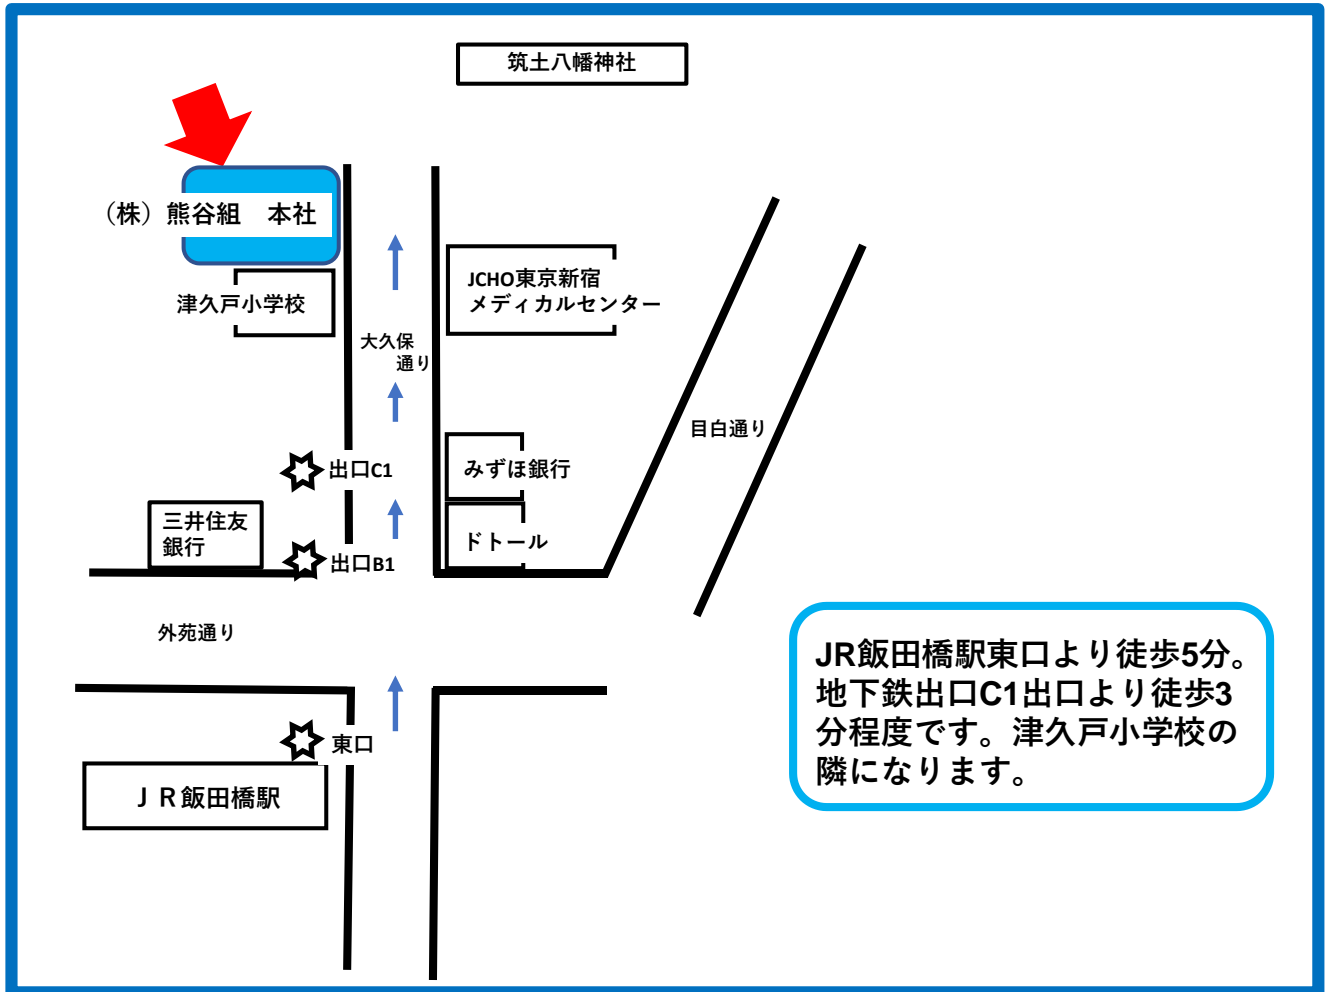 筑土八幡神社
（株）熊谷組　本社
津久戸小学校
JCHO東京新宿
メディカルセンター
大久保
通り
目白通り
出口C1
みずほ銀行
三井住友
銀行
出口B1
ドトール
外苑通り
東口
ＪＲ飯田橋駅
JR飯田橋駅東口より徒歩5分。
地下鉄出口C1出口より徒歩3
分程度です。津久戸小学校の
隣になります。